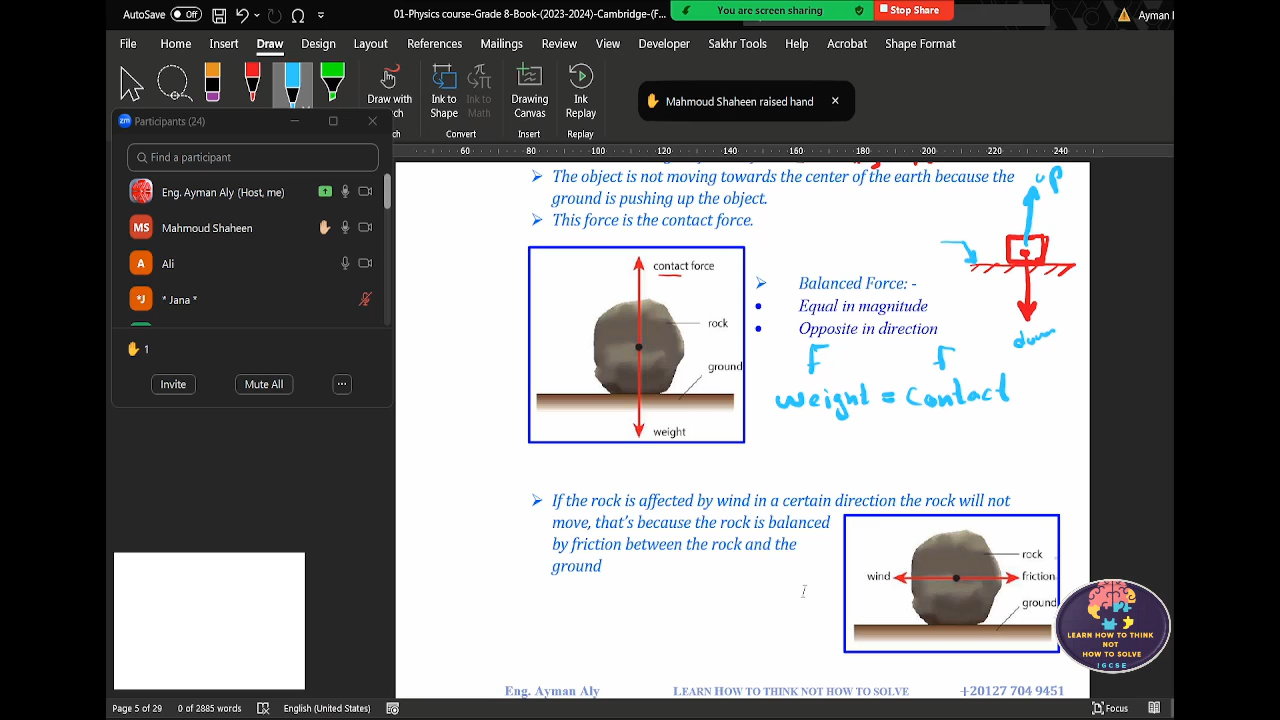 AutoSave Off
01-Physics course-Grade 8-Book-(2023-2024)-Cambridge-(F...
You are screen sharing
Stop Share
Ayman
File Home Insert Draw Design Layout References Mailings Review View Developer Sakhr Tools Help Acrobat Shape Format
Draw with
Ink to Shape
Ink to Math
Drawing Canvas
Ink Replay
Convert Insert Replay
Mahmoud Shaheen raised hand
zm Participants (24)
Find a participant
Eng. Ayman Aly (Host, me)
MS Mahmoud Shaheen
A Ali
*J * Jana *
1
Invite Mute All ...
60 80 100 120 140 160 180 200 220 240
The object is not moving towards the center of the earth because the
ground is pushing up the object.
This force is the contact force.
up
down
contact force
rock
ground
weight
Balanced Force: -
Equal in magnitude
Opposite in direction
F F
weight = Contact
If the rock is affected by wind in a certain direction the rock will not
move, that's because the rock is balanced
by friction between the rock and the
ground
rock
wind
friction
ground
LEARN HOW TO THINK
NOT
HOW TO SOLVE
IGCSE
Eng. Ayman Aly LEARN HOW TO THINK NOT HOW TO SOLVE +20127 704 9451
Page 5 of 29 0 of 2885 words English (United States) Focus